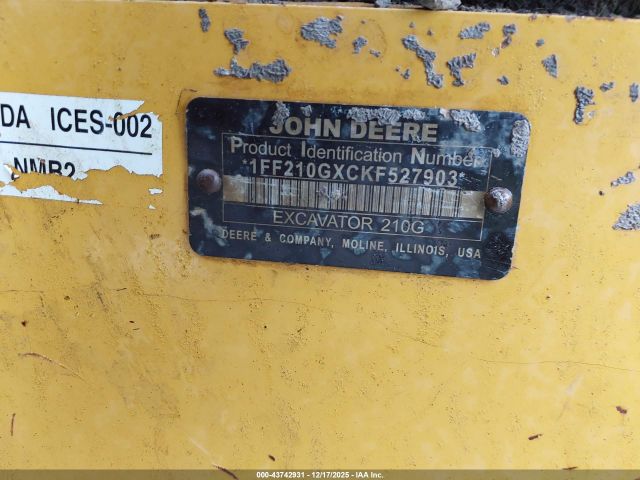 DA ICES-002
NMB2
JOHN DEERE
Product Identification Number
*1FF210GXCKF527903*
EXCAVATOR 210G
DEERE & COMPANY, MOLINE, ILLINOIS, USA
00-43742931 - 12/17/2025 - IAA Inc.